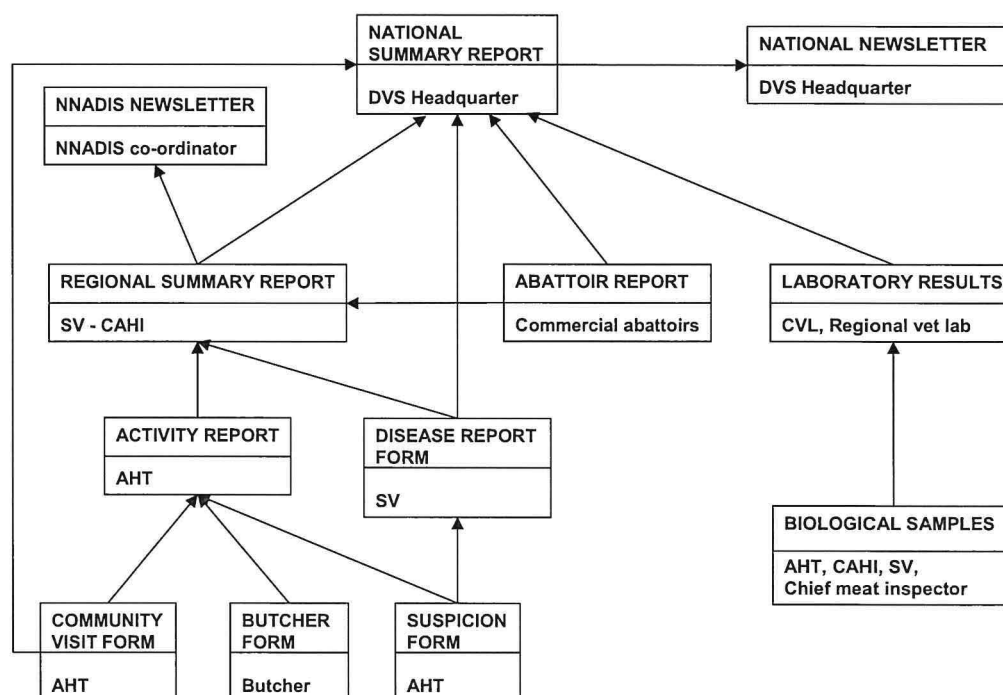 NATIONAL
SUMMARY REPORT
DVS Headquarter
NATIONAL NEWSLETTER
DVS Headquarter
NNADIS NEWSLETTER
NNADIS co-ordinator
REGIONAL SUMMARY REPORT
SV - CAHI
ABATTOIR REPORT
Commercial abattoirs
LABORATORY RESULTS
CVL, Regional vet lab
ACTIVITY REPORT
AHT
DISEASE REPORT
FORM
SV
BIOLOGICAL SAMPLES
AHT, CAHI, SV,
Chief meat inspector
COMMUNITY
VISIT FORM
AHT
BUTCHER
FORM
Butcher
SUSPICION
FORM
AHT